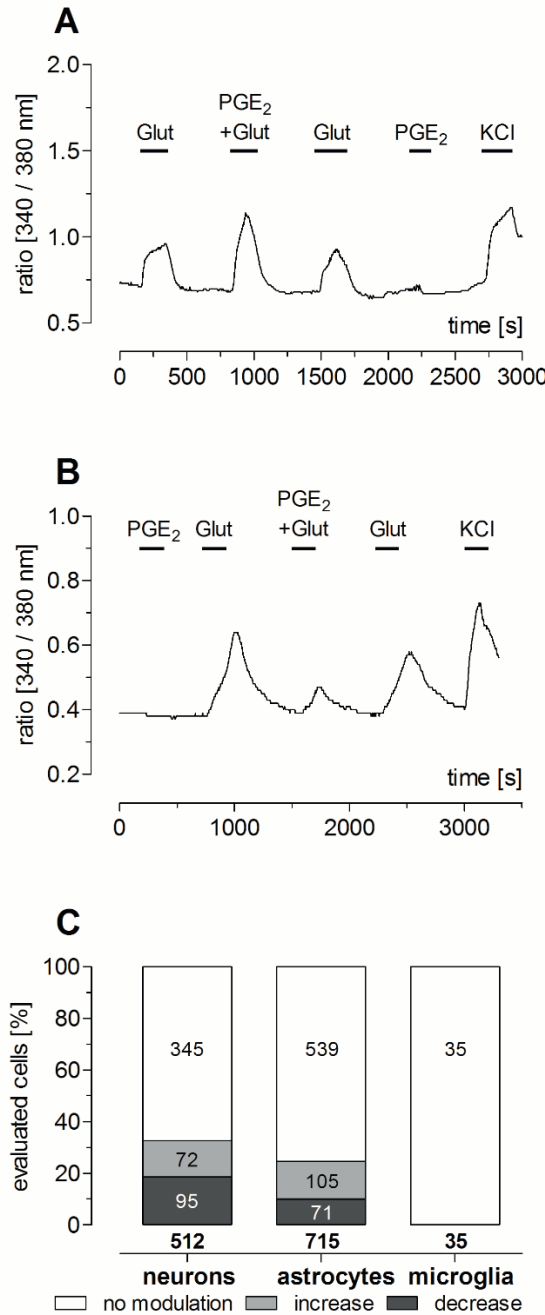 A
2.0
PGE2
Glut +Glut Glut PGE2 KCl
1.5
ratio [340 / 380 nm]
1.0
time [s]
0.5
0 500 1000 1500 2000 2500 3000
B
PGE2
1.0
PGE2 Glut +Glut Glut KCl
0.8
ratio [340 / 380 nm]
0.6
0.4
time [s]
0.2
0 1000 2000 3000
C
100
80
345 539 35
evaluated cells [%]
60
40
72
105
20
95
71
0
512 715 35
neurons astrocytes microglia
no modulation increase decrease